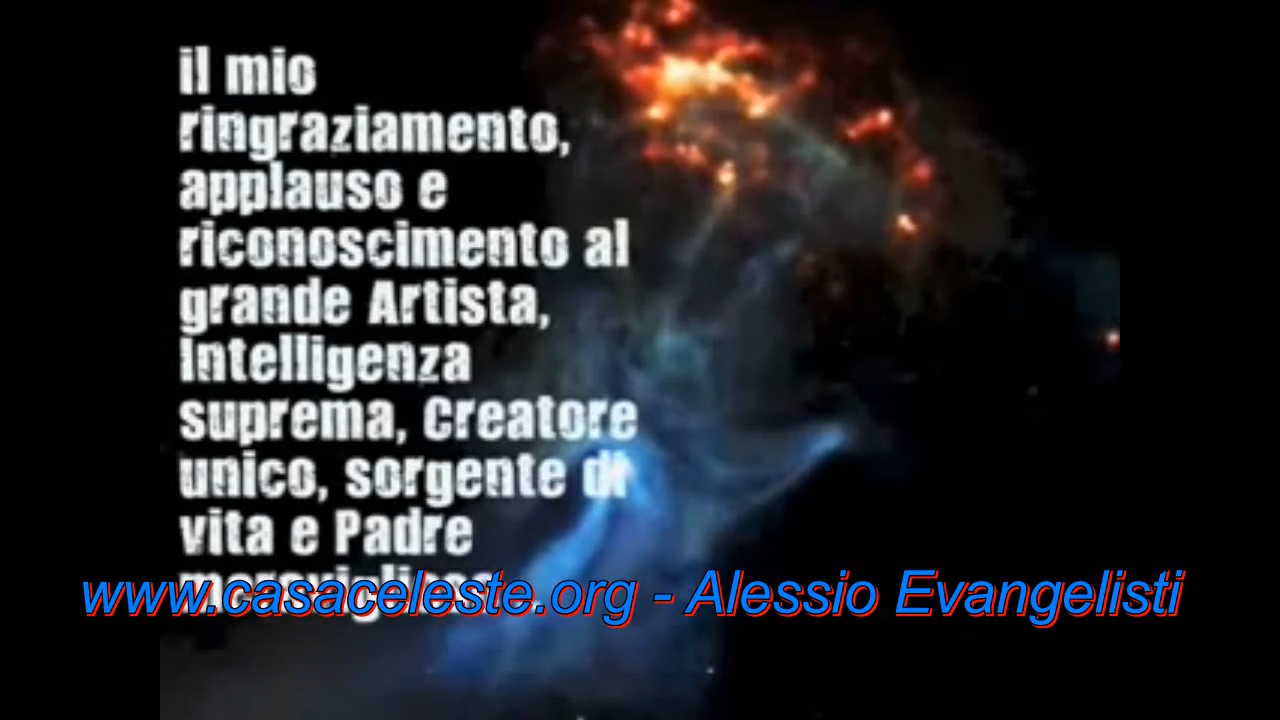 il mio
ringraziamento,
applauso e
riconoscimento al
grande Artista,
Intelligenza
suprema, Creatore
unico, sorgente di
vita e Padre
www.casaceleste.org - Alessio Evangelisti